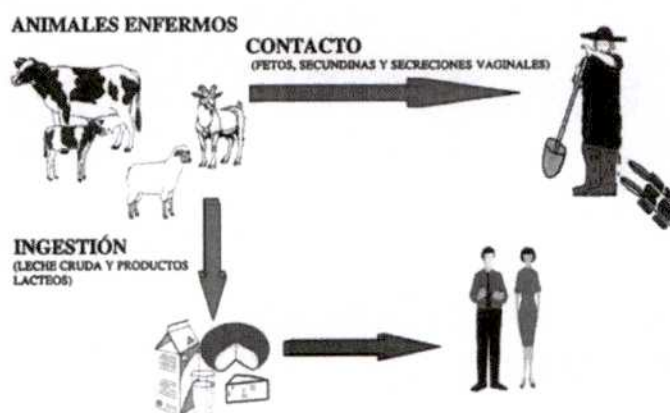 ANIMALES ENFERMOS
CONTACTO
(FETOS, SECUNDINAS Y SECRECIONES VAGINALES)
INGESTIÓN
(LECHE CRUDA Y PRODUCTOS
LACTEOS)